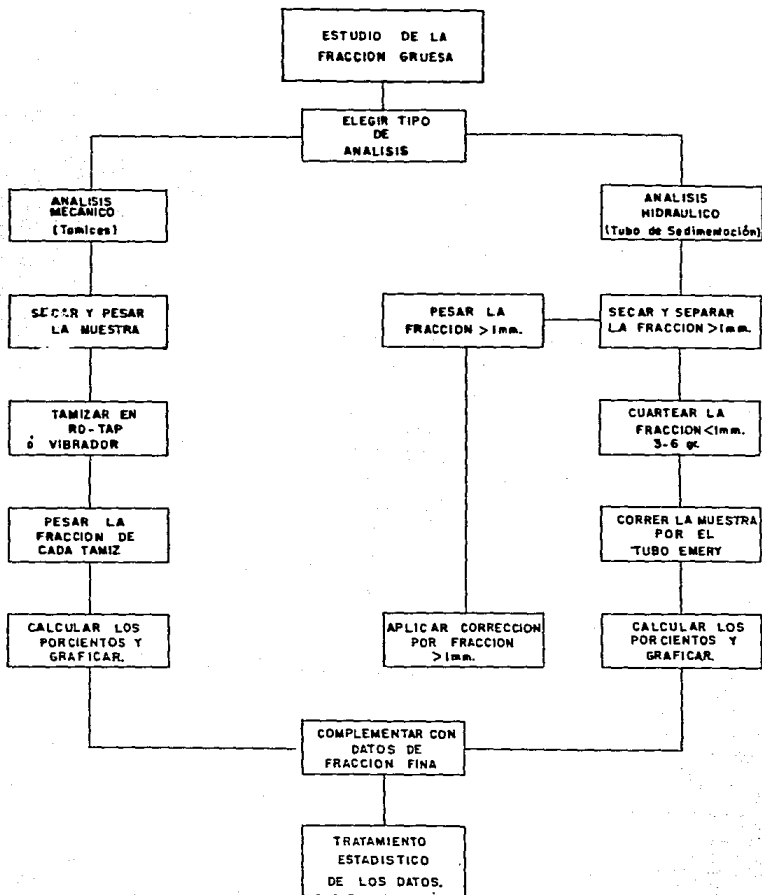 ESTUDIO DE LA
FRACCION GRUESA
ELEGIR TIPO
DE
ANALISIS
ANALISIS
MECANICO
(Tamices)
ANALISIS
HIDRAULICO
(Tubo de Sedimentación)
SECAR Y PESAR
LA MUESTRA
PESAR LA
FRACCION >1mm.
SECAR Y SEPARAR
LA FRACCION >1mm.
TAMIZAR EN
RO-TAP
ó VIBRADOR
CUARTEAR LA
FRACCION <1mm.
3-6 gr.
PESAR LA
FRACCION DE
CADA TAMIZ
CORRER LA MUESTRA
POR EL
TUBO EMERY
CALCULAR LOS
PORCIENTOS Y
GRAFICAR.
APLICAR CORRECCION
POR FRACCION
>1mm.
CALCULAR LOS
PORCIENTOS Y
GRAFICAR.
COMPLEMENTAR CON
DATOS DE
FRACCION FINA
TRATAMIENTO
ESTADISTICO
DE LOS DATOS.